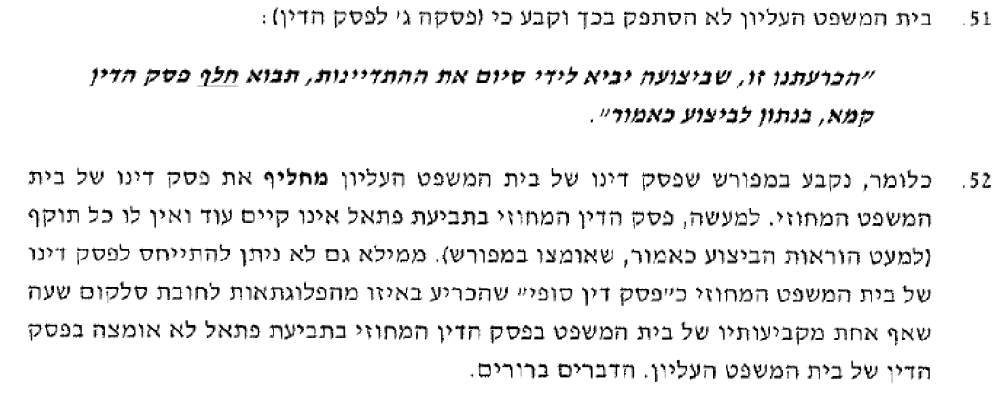 51. בית המשפט העליון לא הסתפק בכך וקבע כי (פסקה ג׳ לפסק הדין):
״הכרעתנו זו, שביצועה יביא לידי סיום את ההתדיינות, תבוא חלף פסק הדין
קמא, בנתון לביצוע כאמור״.
52. כלומר, נקבע במפורש שפסק דינו של בית המשפט העליון מחליף את פסק דינו של בית
המשפט המחוזי. למעשה, פסק הדין המחוזי בתביעת פתאל אינו קיים עוד ואין לו כל תוקף
(למעט הוראות הביצוע כאמור, שאומצו במפורש). ממילא גם לא ניתן להתייחס לפסק דינו
של בית המשפט המחוזי כ״פסק דין סופי״ שהכריע באיזו מהפלוגתאות לחובת סלקום שעה
שאף אחת מקביעותיו של בית המשפט בפסק הדין המחוזי בתביעת פתאל לא אומצה בפסק
הדין של בית המשפט העליון. הדברים ברורים.